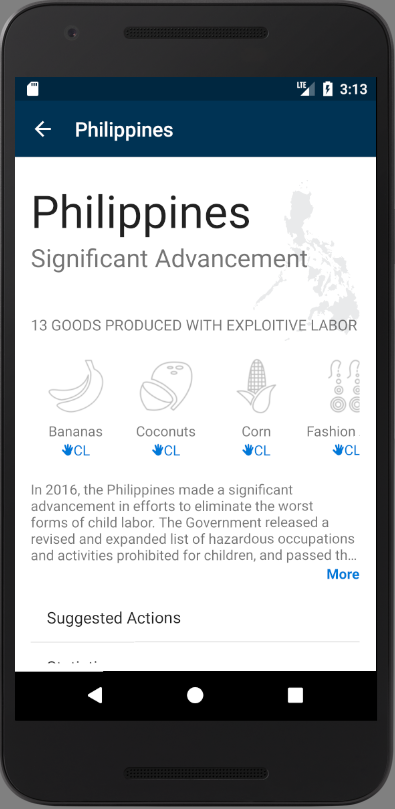 LTE 3:13
Philippines
Philippines
Significant Advancement
13 GOODS PRODUCED WITH EXPLOITIVE LABOR
Bananas Coconuts Corn Fashion
CL CL CL CL
In 2016, the Philippines made a significant
advancement in efforts to eliminate the worst
forms of child labor. The Government released a
revised and expanded list of hazardous occupations
and activities prohibited for children, and passed th…
More
Suggested Actions